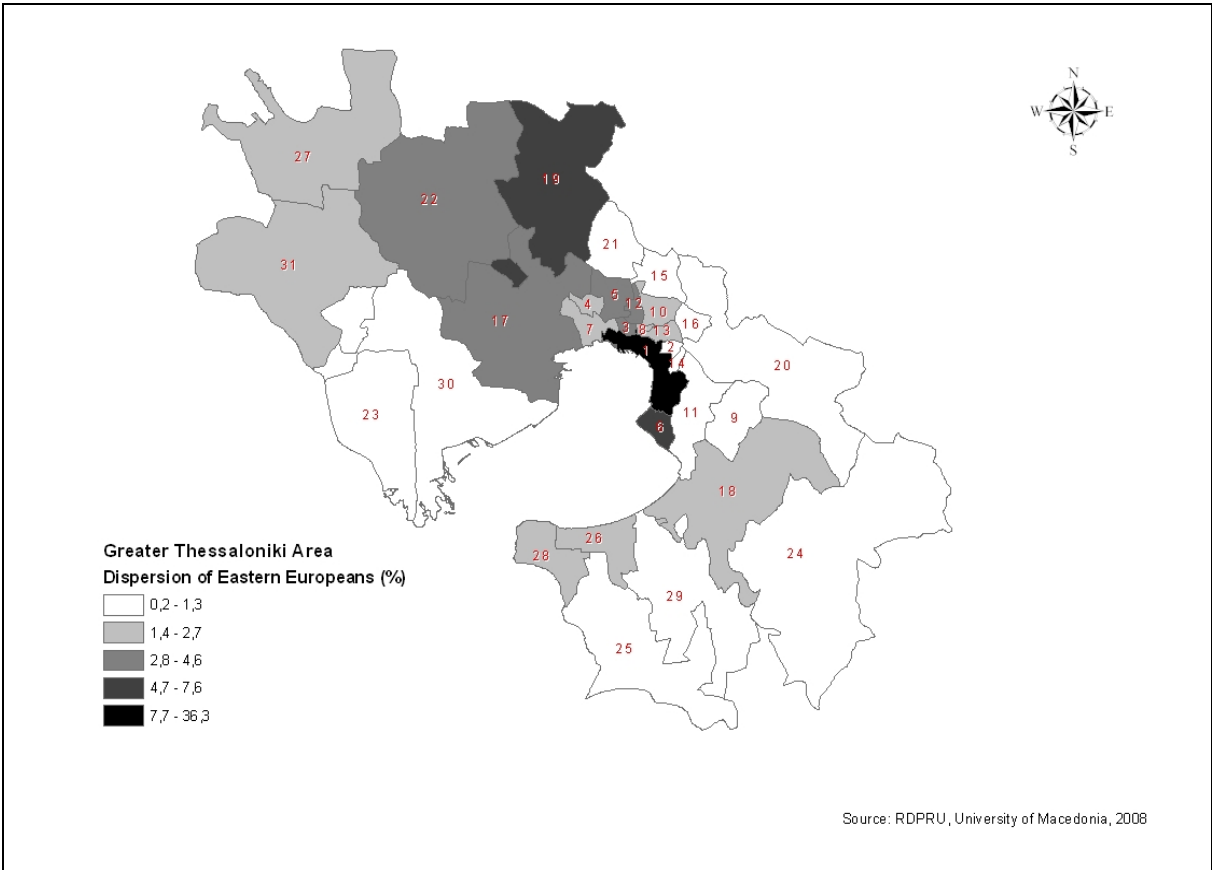 N
W E
S
27
19
22
21
31
15
5
4
12
10
17
3
7
8
13
16
1
2
14
20
30
23
11
9
6
18
26
28
24
29
25
Greater Thessaloniki Area
Dispersion of Eastern Europeans (%)
0,2 - 1,3
1,4 - 2,7
2,8 - 4,6
4,7 - 7,6
7,7 - 36,3
Source: RDPRU, University of Macedonia, 2008